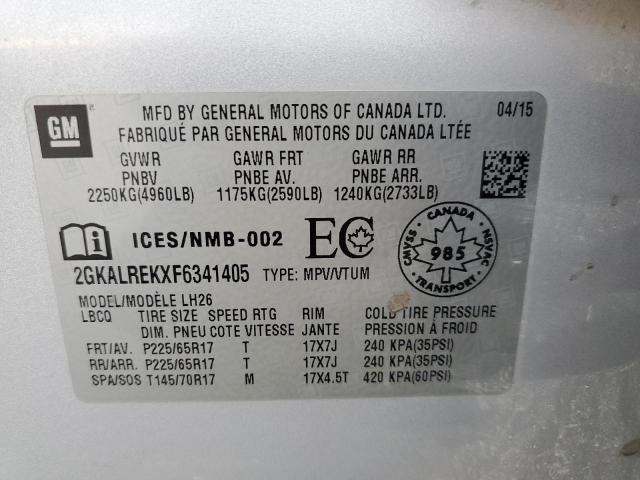 GM
MFD BY GENERAL MOTORS OF CANADA LTD. 04/15
FABRIQUÉ PAR GENERAL MOTORS DU CANADA LTÉE
GVWR GAWR FRT GAWR RR
PNBV PNBE AV. PNBE ARR.
2250KG(4960LB) 1175KG(2590LB) 1240KG(2733LB)
i ICES/NMB-002 EC
CANADA
CMVSS 985 NSVAC
TRANSPORT
2GKALREKXF6341405 TYPE: MPV/VTUM
MODEL/MODÈLE LH26
LBCQ TIRE SIZE SPEED RTG RIM COLD TIRE PRESSURE
DIM. PNEU COTE VITESSE JANTE PRESSION À FROID
FRT/AV. P225/65R17 T 17X7J 240 KPA(35PSI)
RR/ARR. P225/65R17 T 17X7J 240 KPA(35PSI)
SPA/SOS T145/70R17 M 17X4.5T 420 KPA(60PSI)